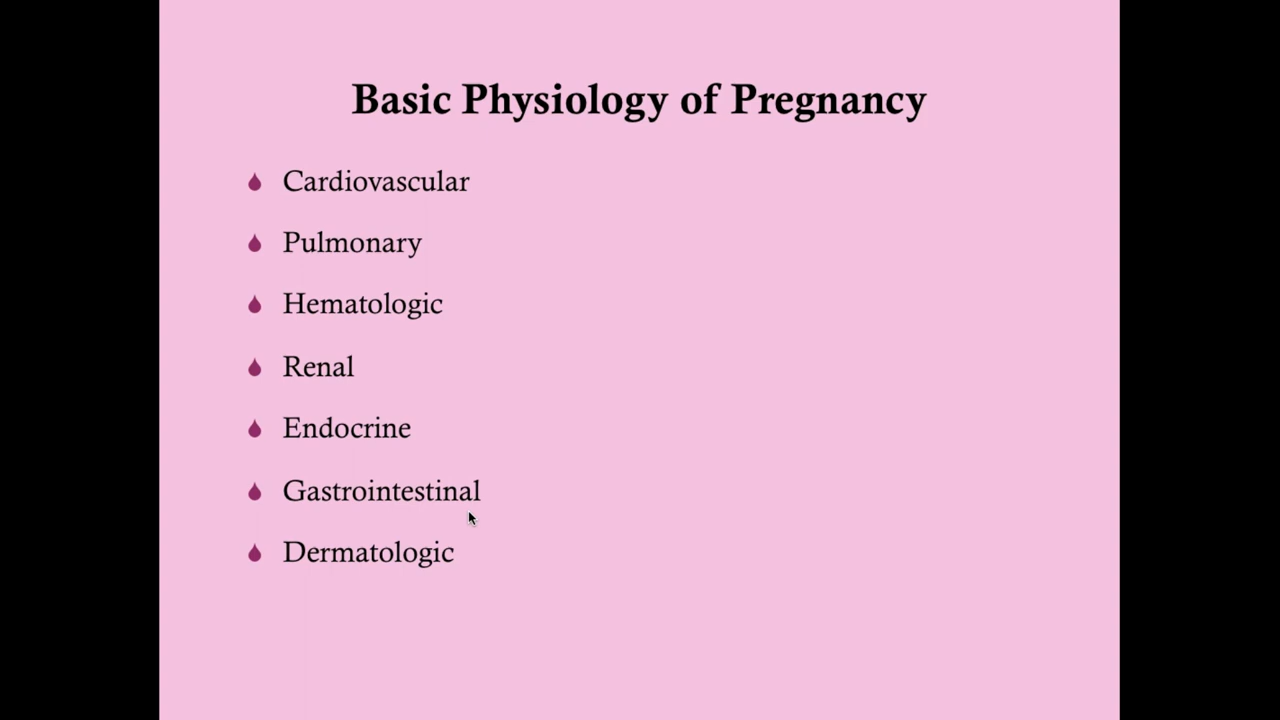 Basic Physiology of Pregnancy
Cardiovascular
Pulmonary
Hematologic
Renal
Endocrine
Gastrointestinal
Dermatologic